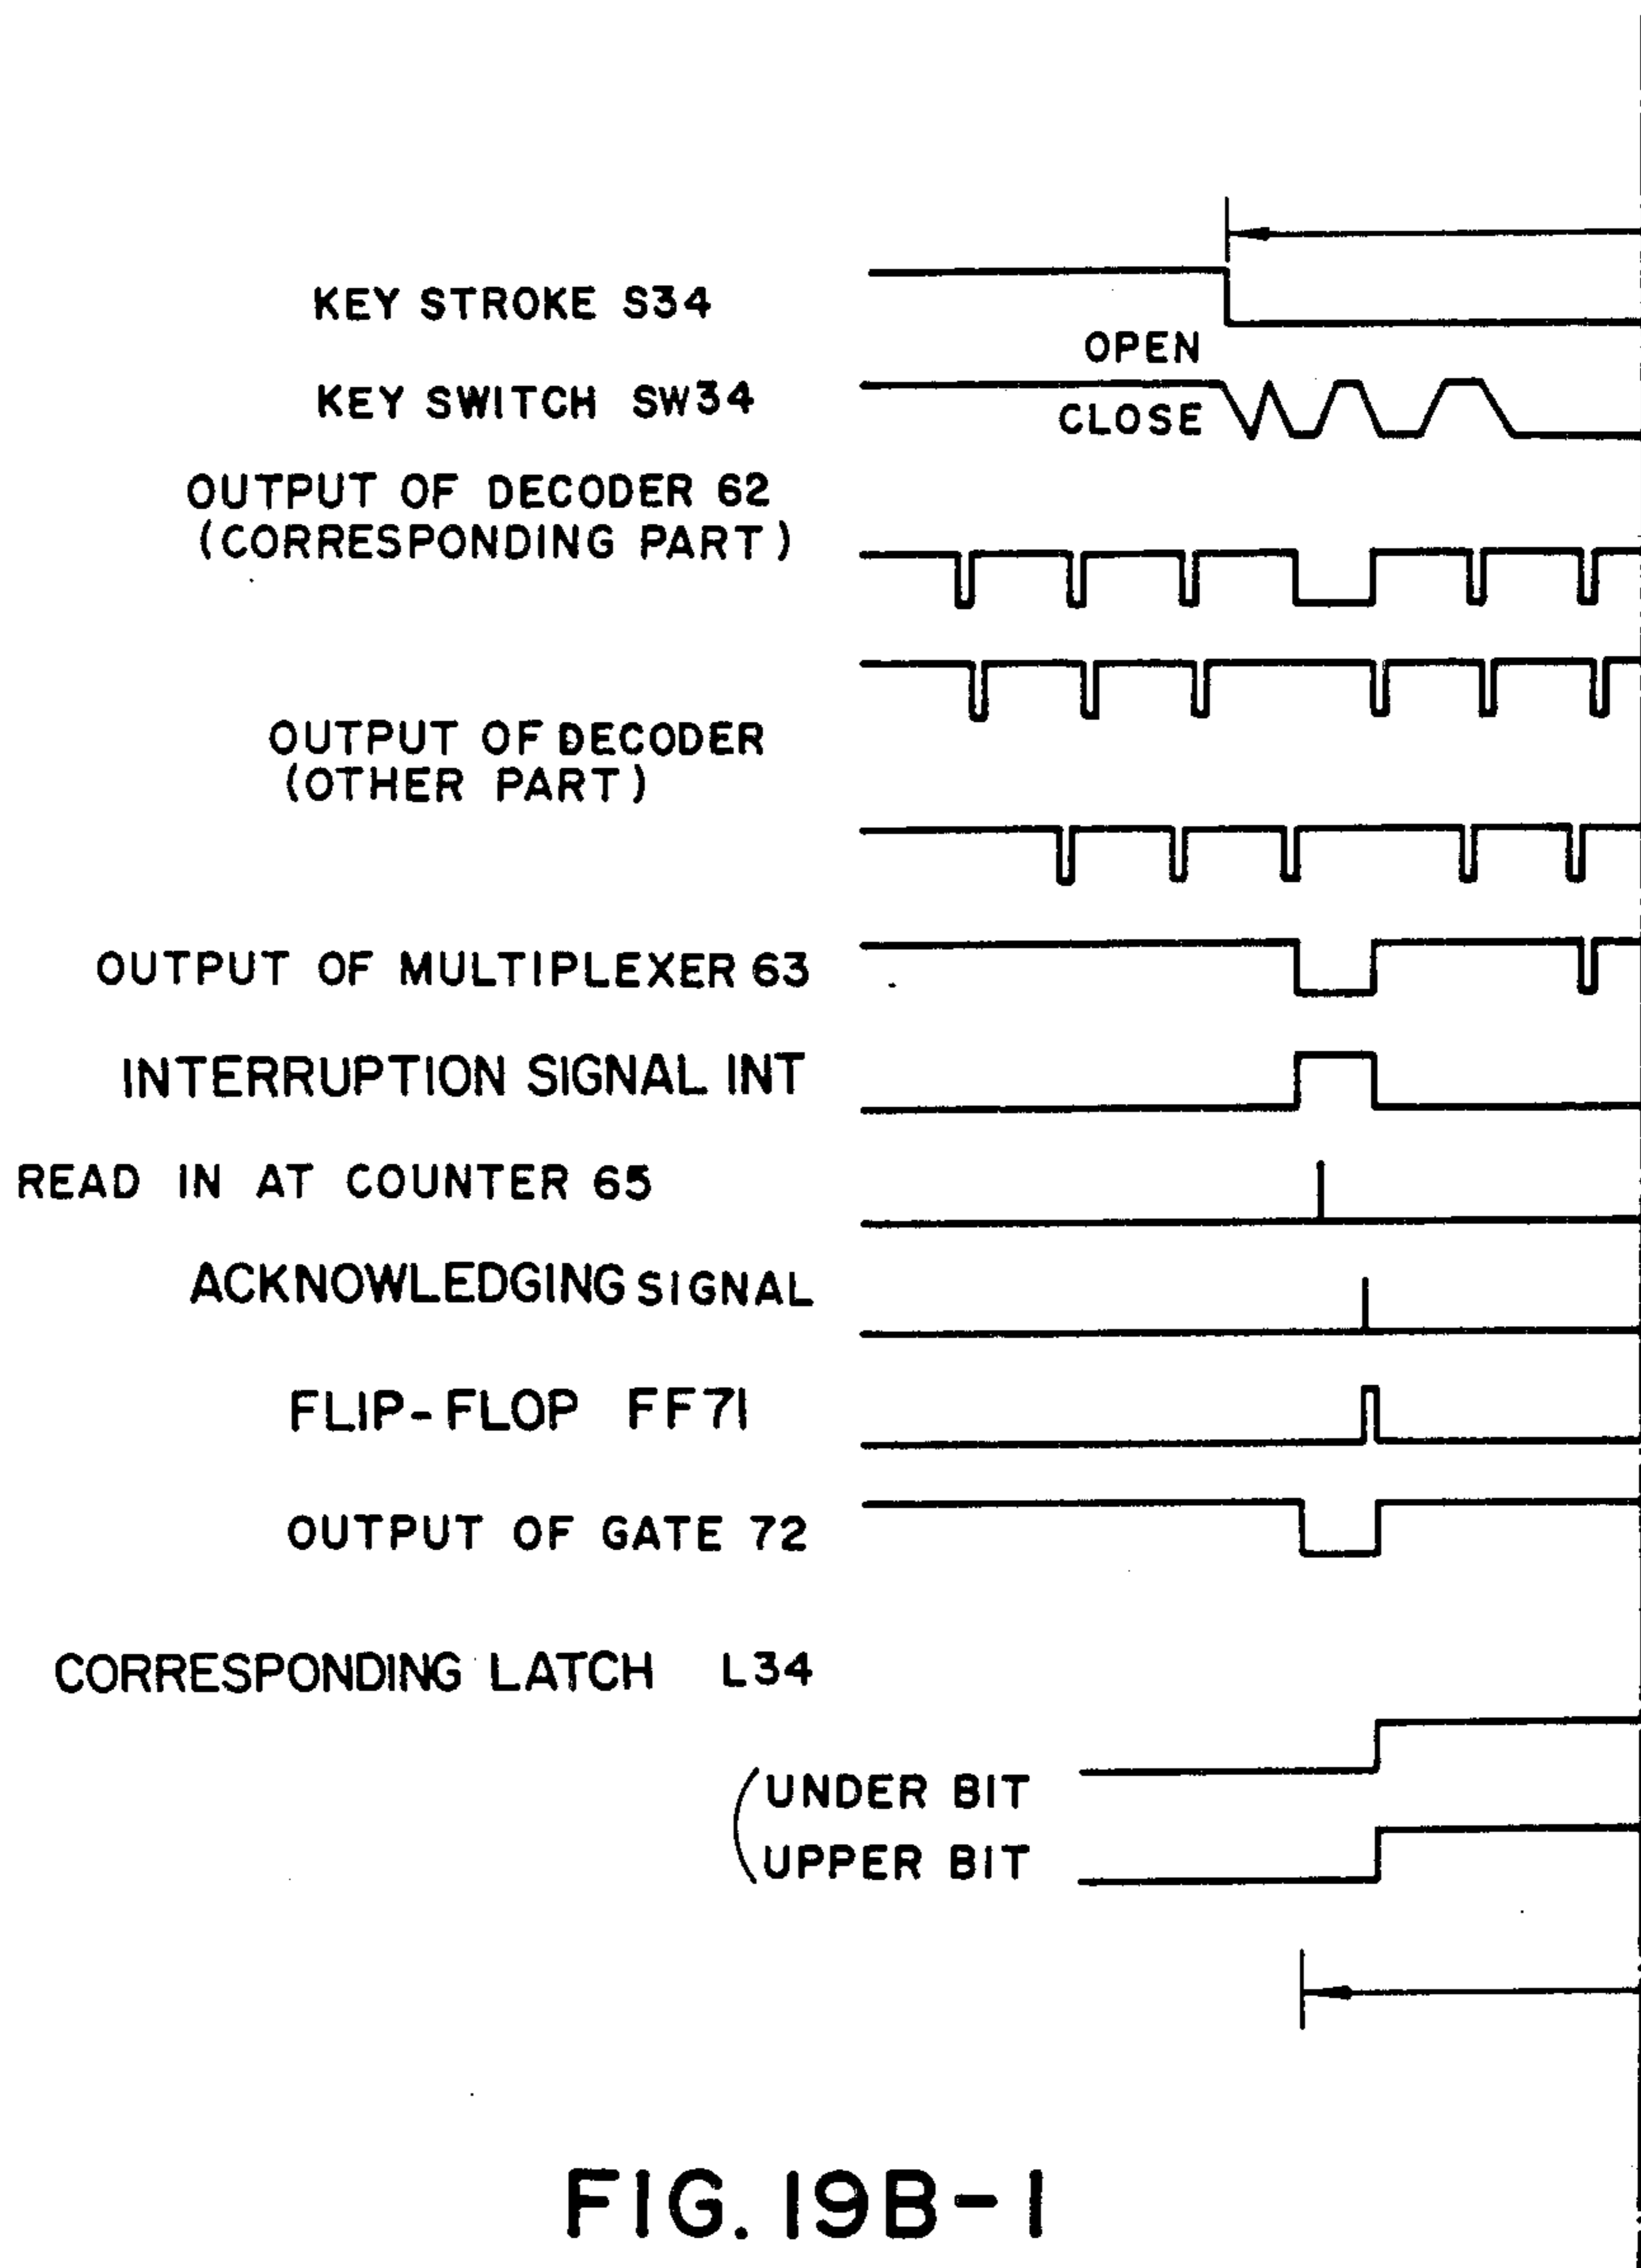 KEY STROKE S34
OPEN
KEY SWITCH SW34
CLOSE
OUTPUT OF DECODER 62
(CORRESPONDING PART)
OUTPUT OF DECODER
(OTHER PART)
OUTPUT OF MULTIPLEXER 63
INTERRUPTION SIGNAL INT
READ IN AT COUNTER 65
ACKNOWLEDGING SIGNAL
FLIP-FLOP FF71
OUTPUT OF GATE 72
CORRESPONDING LATCH L34
(UNDER BIT
UPPER BIT
FIG. 19B-1